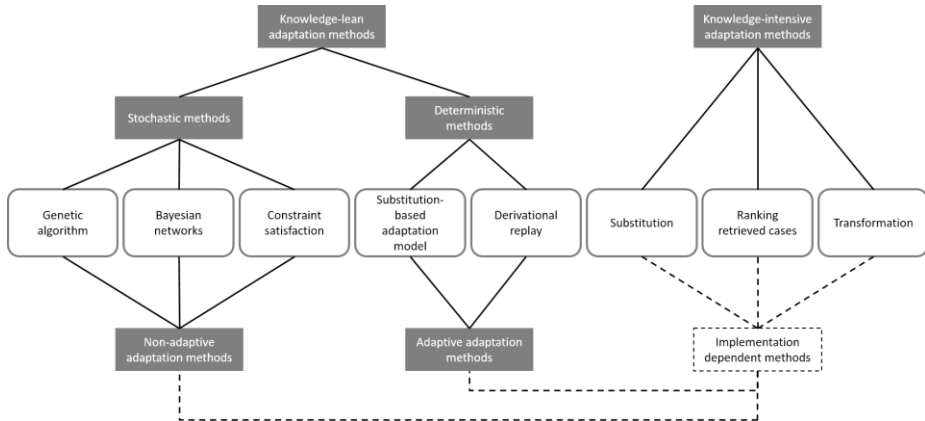 Knowledge-lean
adaptation methods
Knowledge-intensive
adaptation methods
Stochastic methods
Deterministic
methods
Genetic
algorithm
Bayesian
networks
Constraint
satisfaction
Substitution-
based
adaptation
model
Derivational
replay
Substitution
Ranking
retrieved cases
Transformation
Non-adaptive
adaptation methods
Adaptive adaptation
methods
Implementation
dependent methods